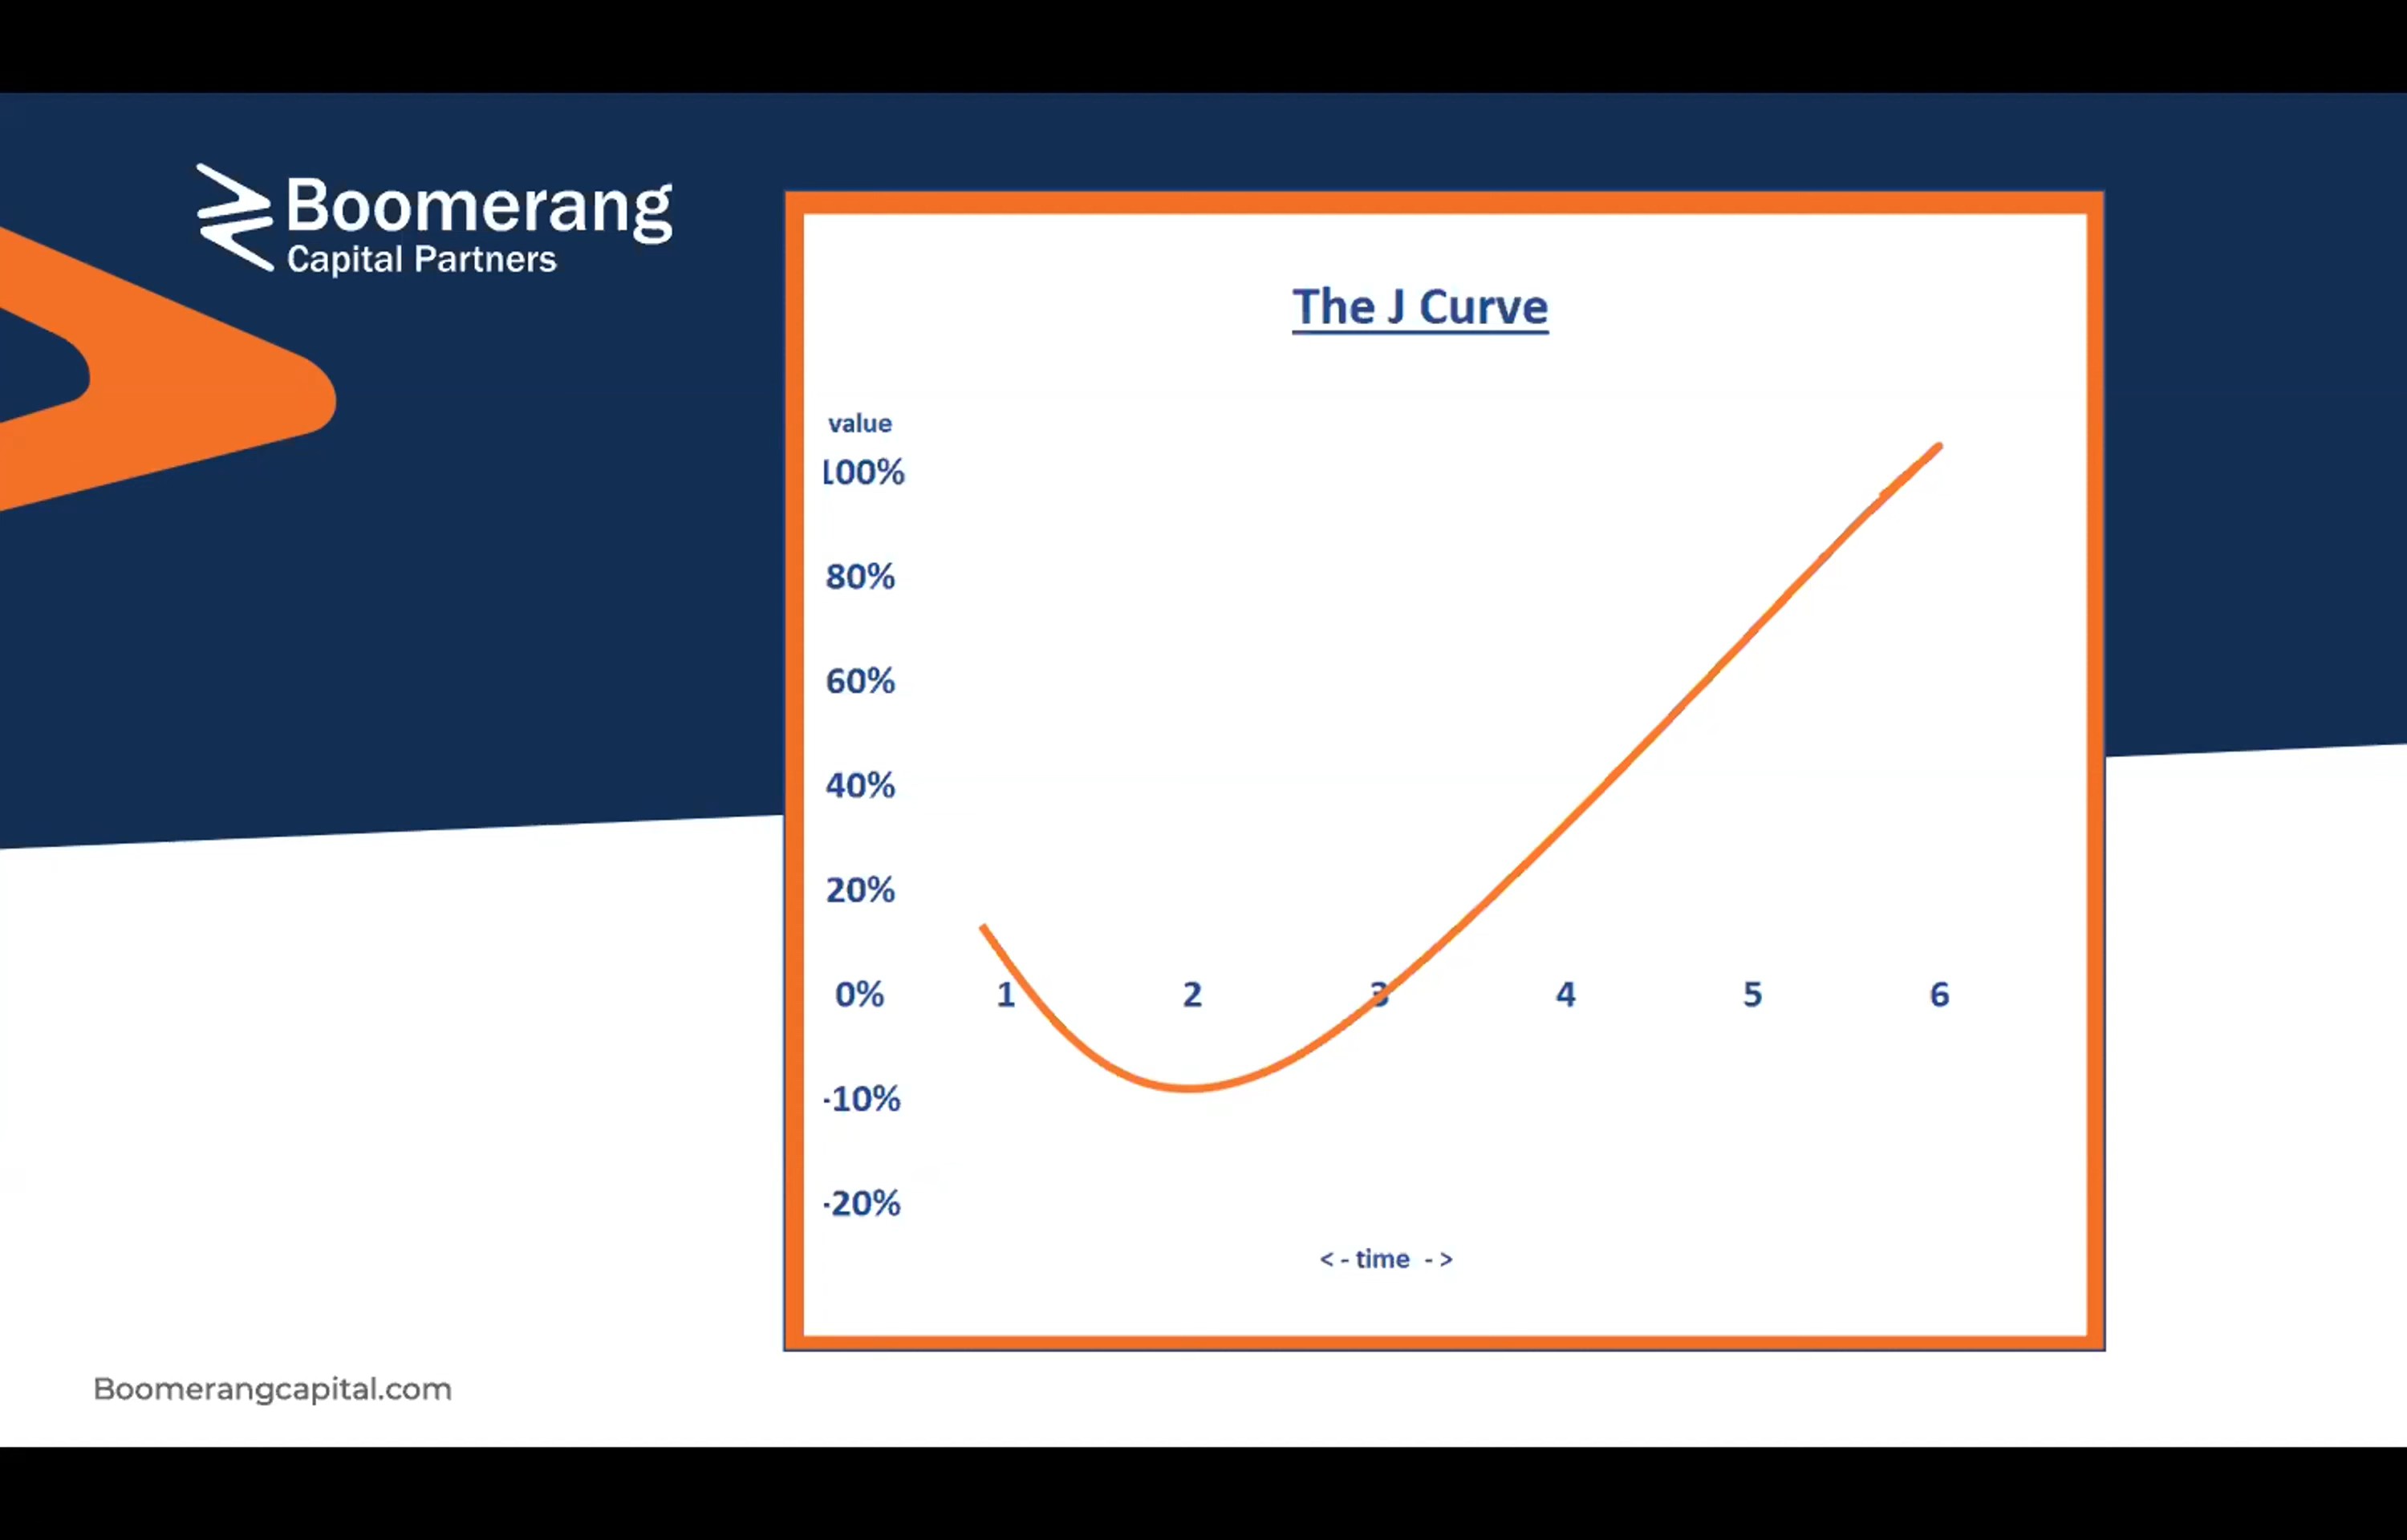 Boomerang
Capital Partners
The J Curve
value
100%
80%
60%
40%
20%
0% 1 2 3 4 5 6
-10%
-20%
< - time - >
Boomerangcapital.com